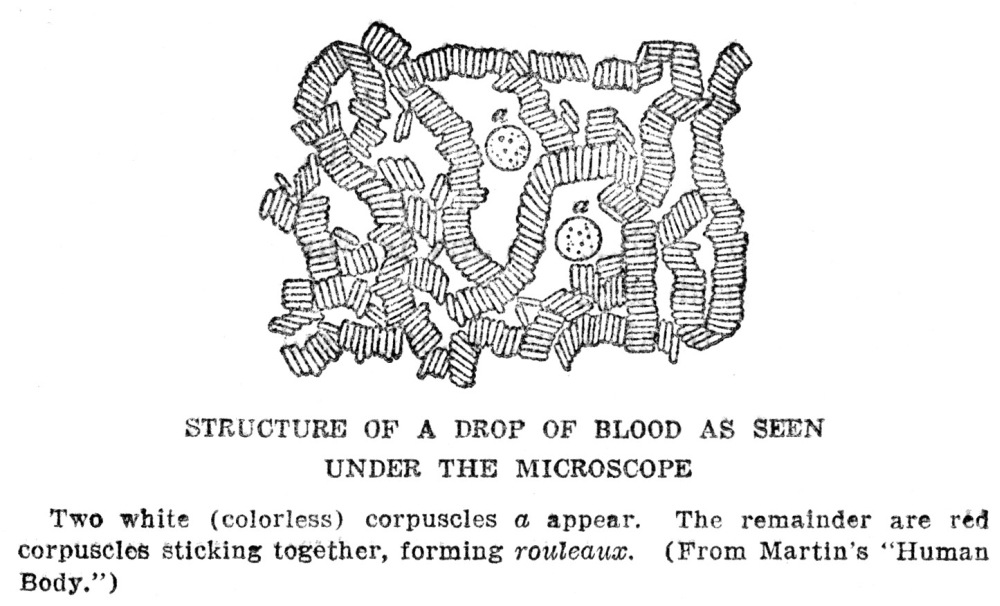 a
a
STRUCTURE OF A DROP OF BLOOD AS SEEN
UNDER THE MICROSCOPE
Two white (colorless) corpuscles a appear. The remainder are red
corpuscles sticking together, forming rouleaux. (From Martin's "Human
Body.")